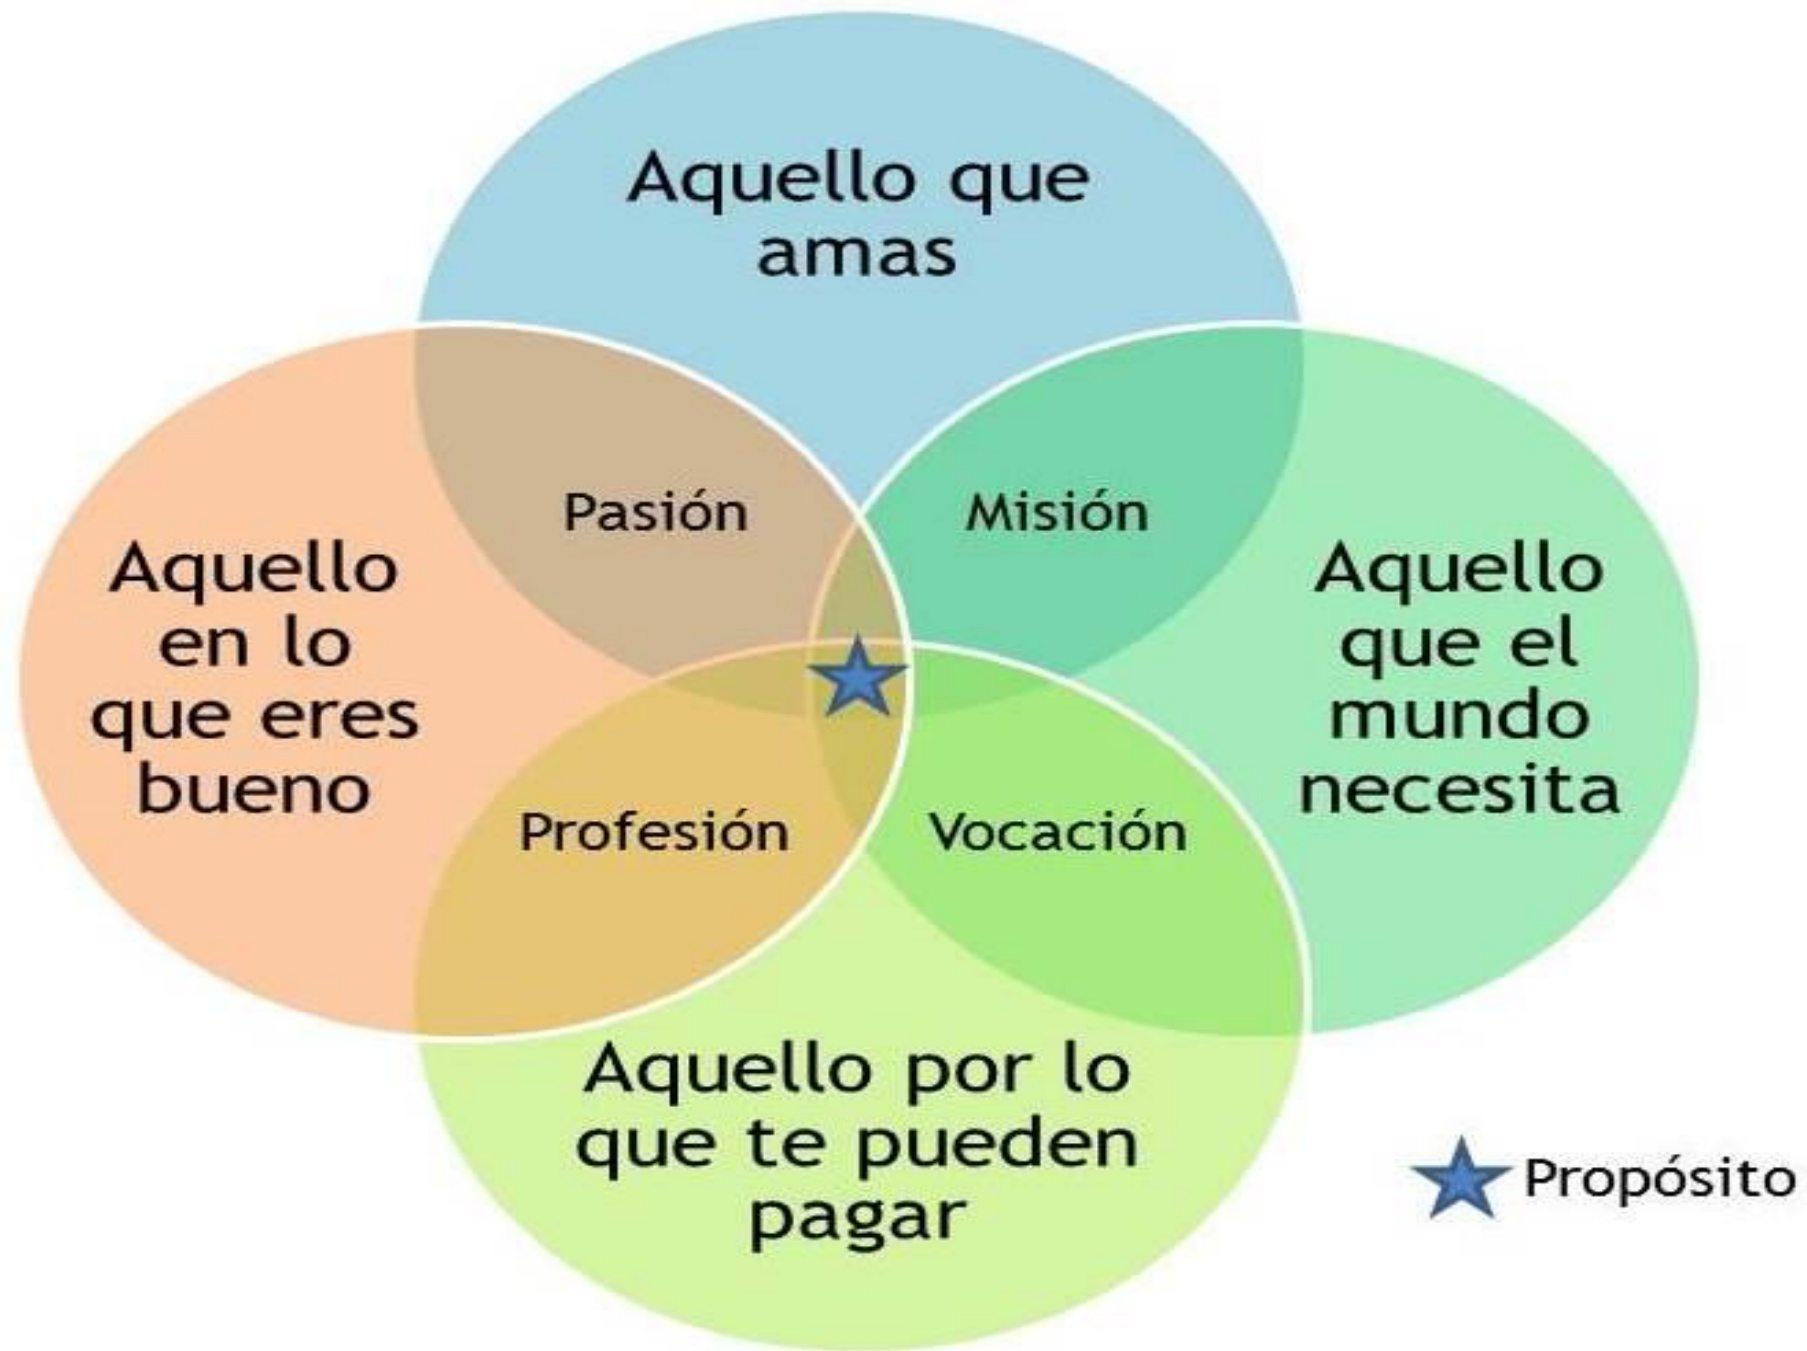 Aquello que
amas
Pasión
Misión
Aquello
en lo
que eres
bueno
Aquello
que el
mundo
necesita
Profesión
Vocación
Aquello por lo
que te pueden
pagar
Propósito